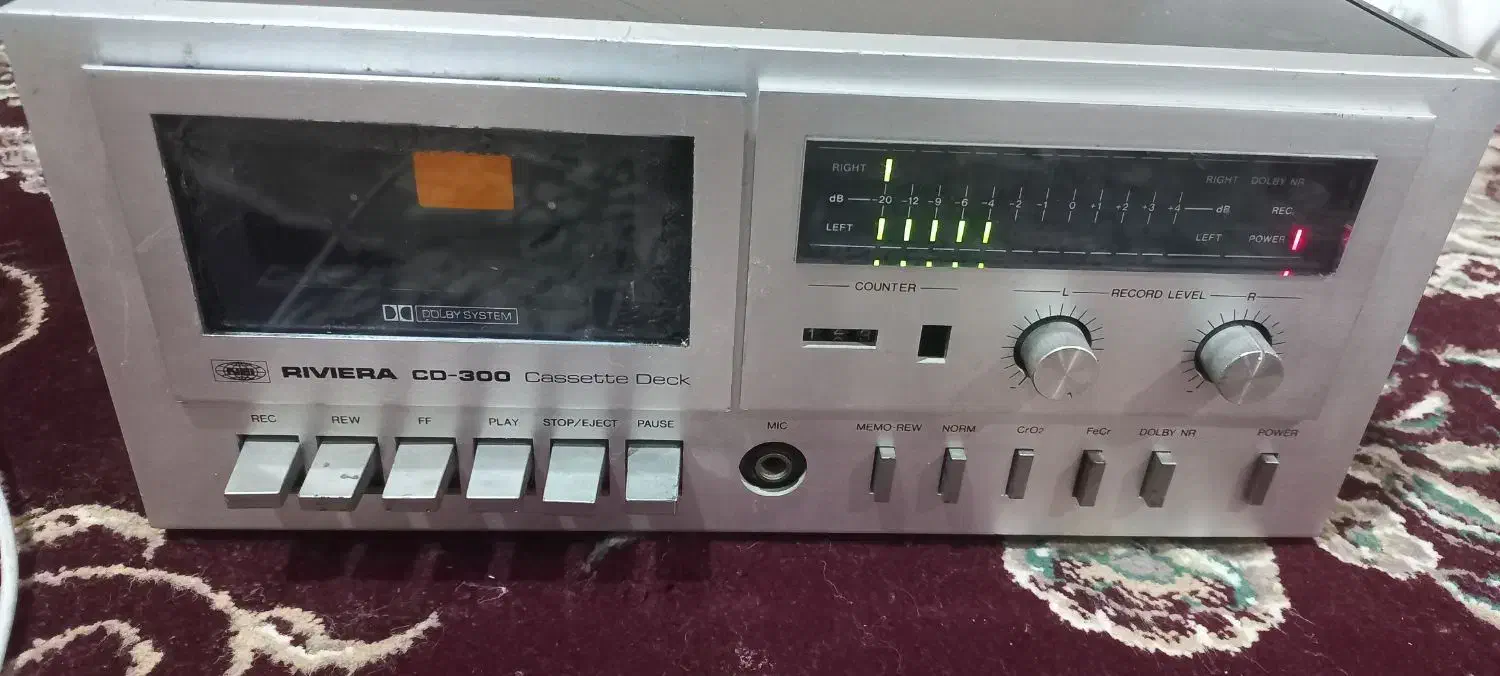 RIGHT
RIGHT DOLBY NR
dB -20 -12 -9 -6 -4 -2 -1 0 +1 +2 +3 +4 dB
REC.
LEFT
LEFT POWER
COUNTER
L RECORD LEVEL R
DOLBY SYSTEM
RIVIERA CD-300 Cassette Deck
REC REW FF PLAY STOP/EJECT PAUSE
MIC
MEMO-REW NORM CrO2 FeCr DOLBY NR POWER